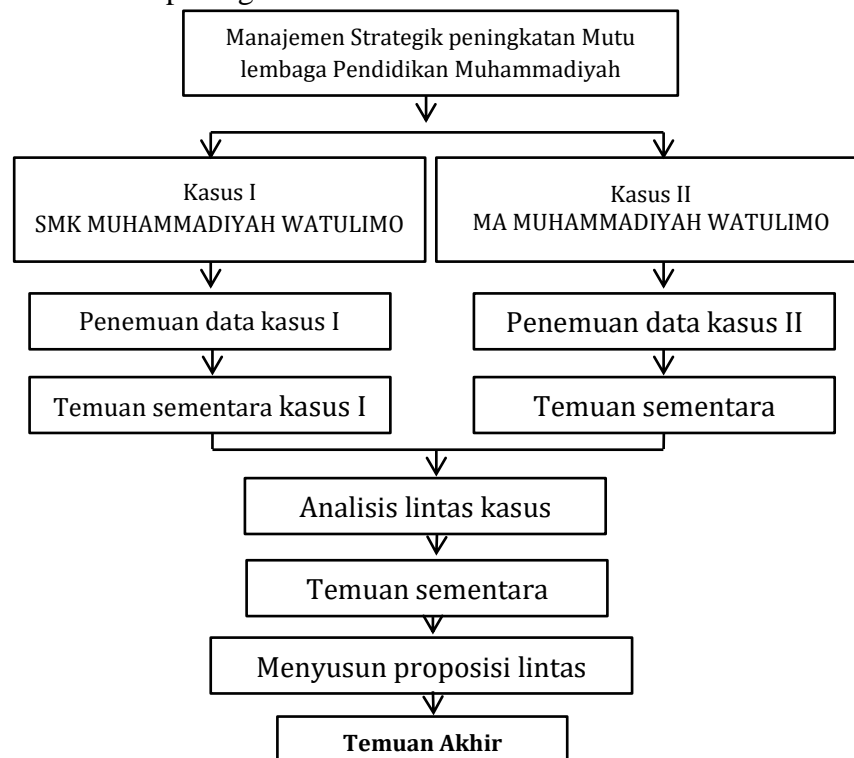 Manajemen Strategik peningkatan Mutu
lembaga Pendidikan Muhammadiyah
Kasus I
SMK MUHAMMADIYAH WATULIMO
Kasus II
MA MUHAMMADIYAH WATULIMO
Penemuan data kasus I
Penemuan data kasus II
Temuan sementara kasus I
Temuan sementara
Analisis lintas kasus
Temuan sementara
Menyusun proposisi lintas
Temuan Akhir